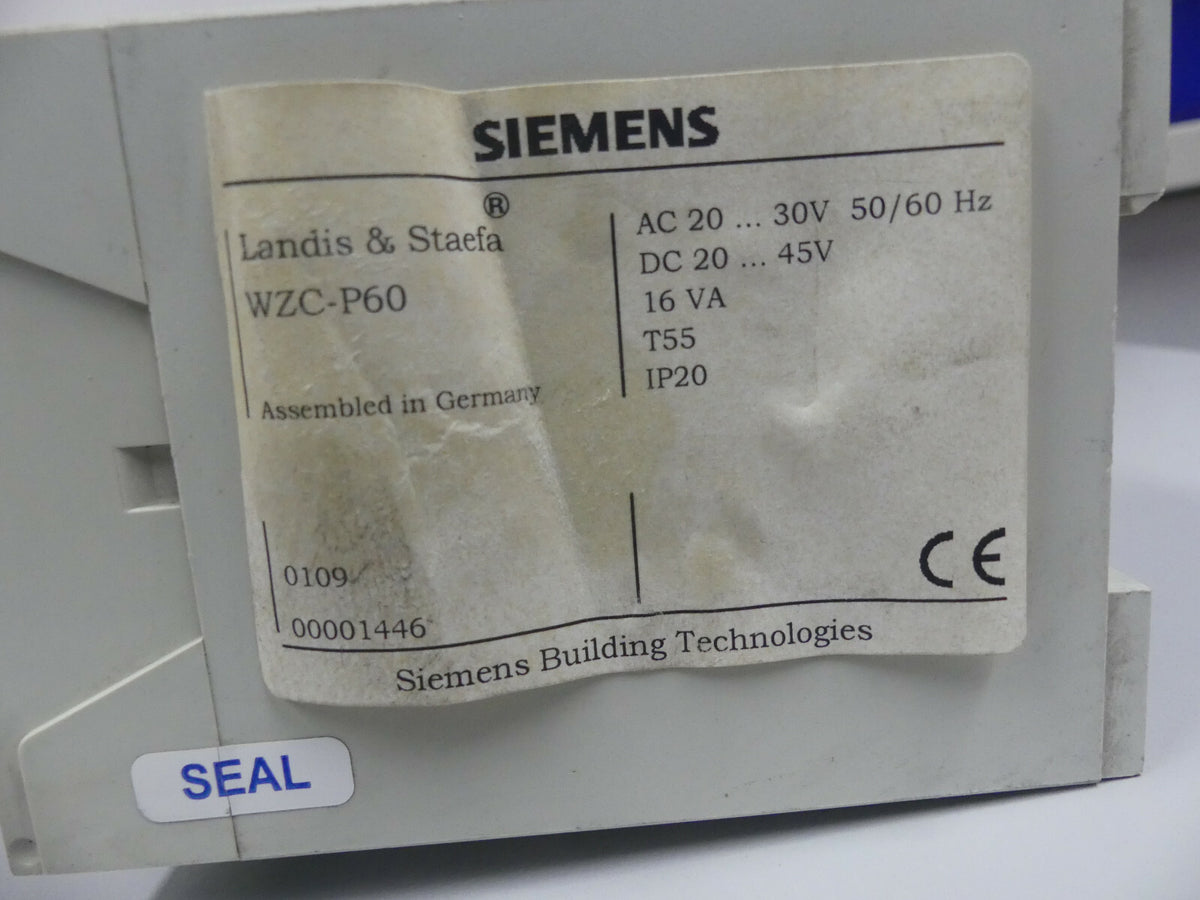 SIEMENS
®
Landis & Staefa
WZC-P60
Assembled in Germany
AC 20 ... 30V 50/60 Hz
DC 20 ... 45V
16 VA
T55
IP20
0109
00001446
CE
Siemens Building Technologies
SEAL